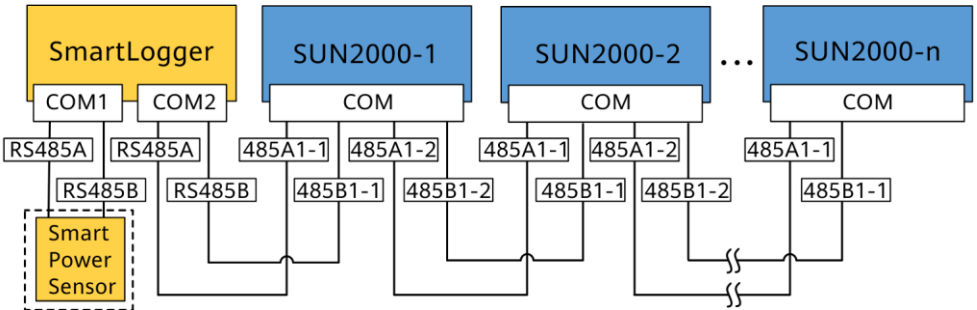 SmartLogger
SUN2000-1
SUN2000-2
...
SUN2000-n
COM1
COM2
COM
COM
COM
RS485A
RS485A
485A1-1
485A1-2
485A1-1
485A1-2
485A1-1
RS485B
RS485B
485B1-1
485B1-2
485B1-1
485B1-2
485B1-1
Smart
Power
Sensor